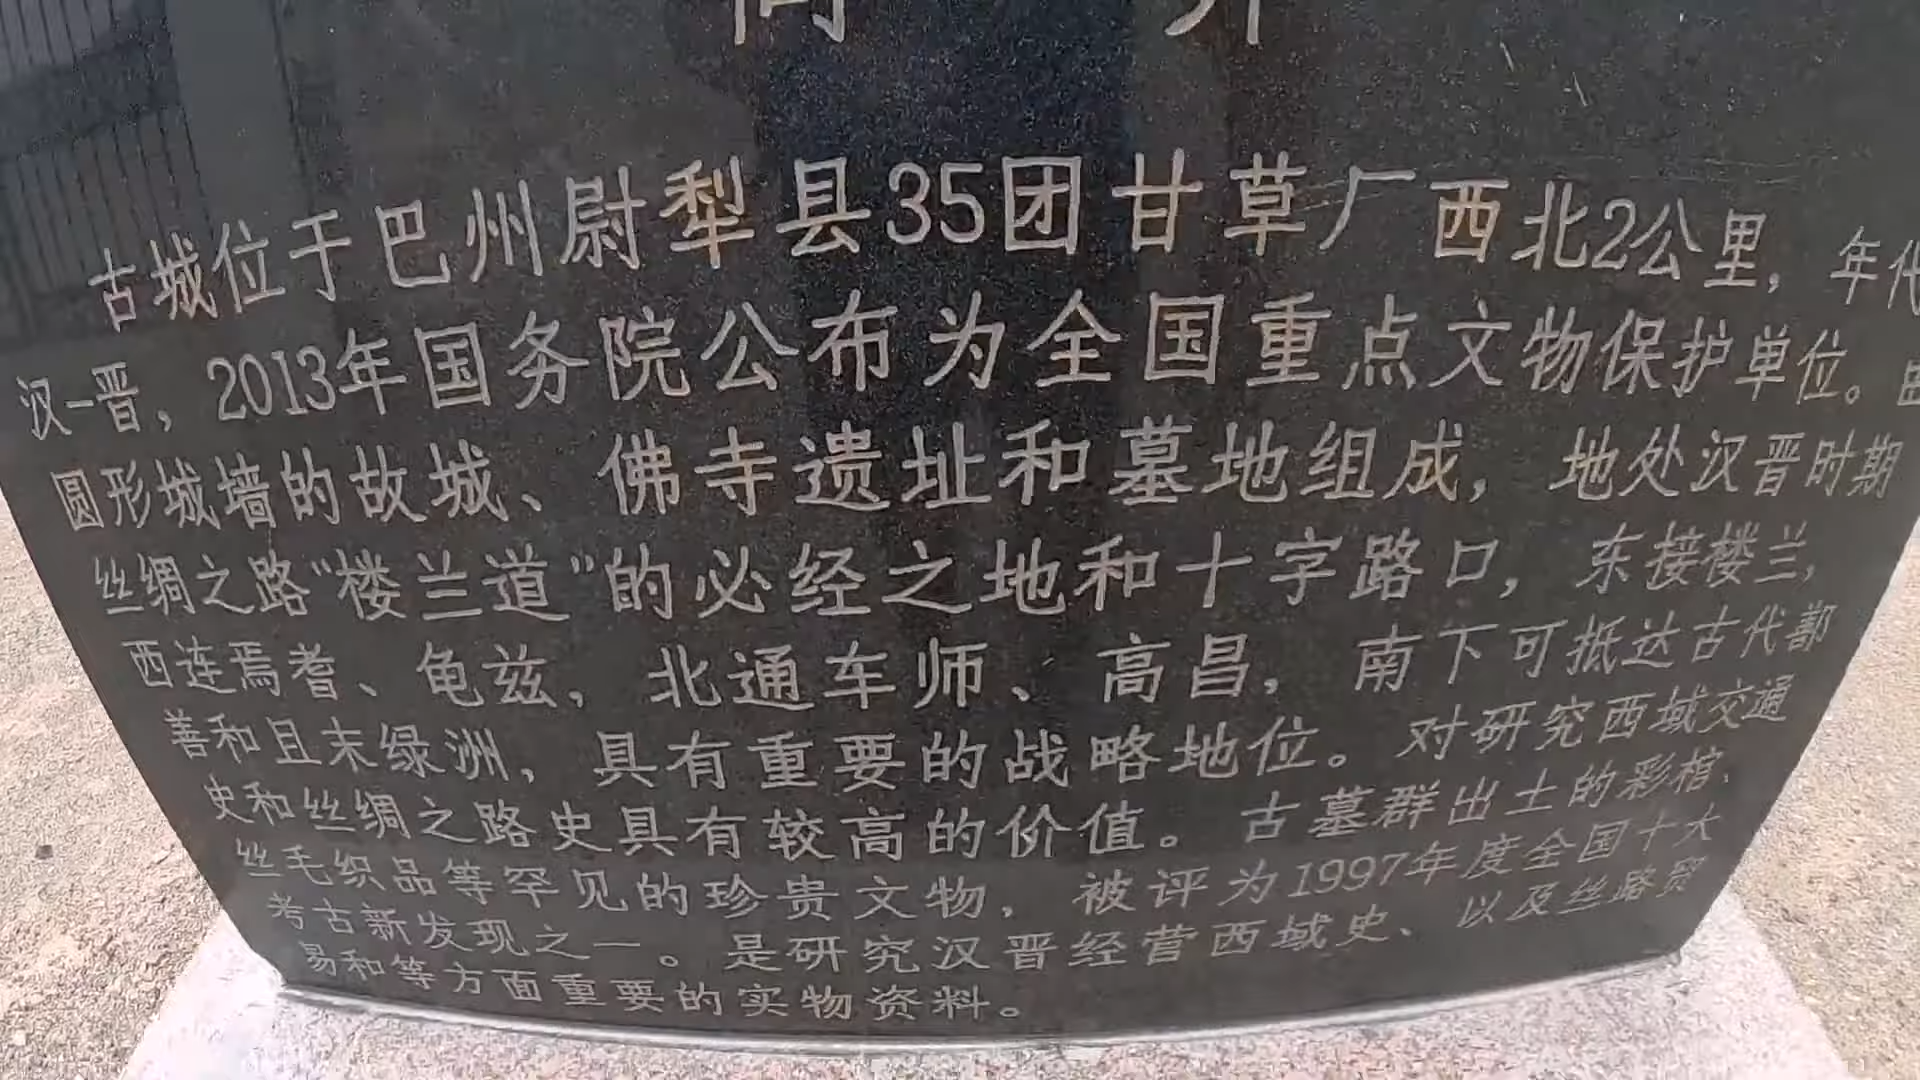 简介
古城位于巴州尉犁县35团甘草厂西北2公里，年代
汉-晋，2013年国务院公布为全国重点文物保护单位。由
圆形城墙的故城、佛寺遗址和墓地组成，地处汉晋时期
丝绸之路“楼兰道”的必经之地和十字路口，东接楼兰，
西连焉耆、龟兹，北通车师、高昌，南下可抵达古代鄯
善和且末绿洲，具有重要的战略地位。对研究西域交通
史和丝绸之路史具有较高的价值。古墓群出土的彩棺、
丝毛织品等罕见的珍贵文物，被评为1997年度全国十大
考古新发现之一。是研究汉晋经营西域史、以及丝路贸
易和等方面重要的实物资料。